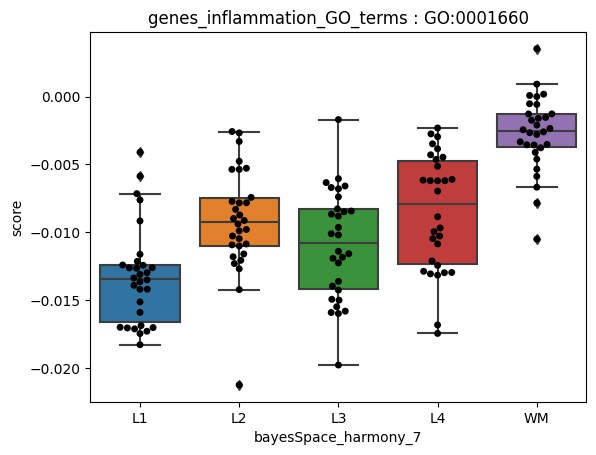 genes_inflammation_GO_terms : GO:0001660
score
0.000
−0.005
−0.010
−0.015
−0.020
L1 L2 L3 L4 WM
bayesSpace_harmony_7